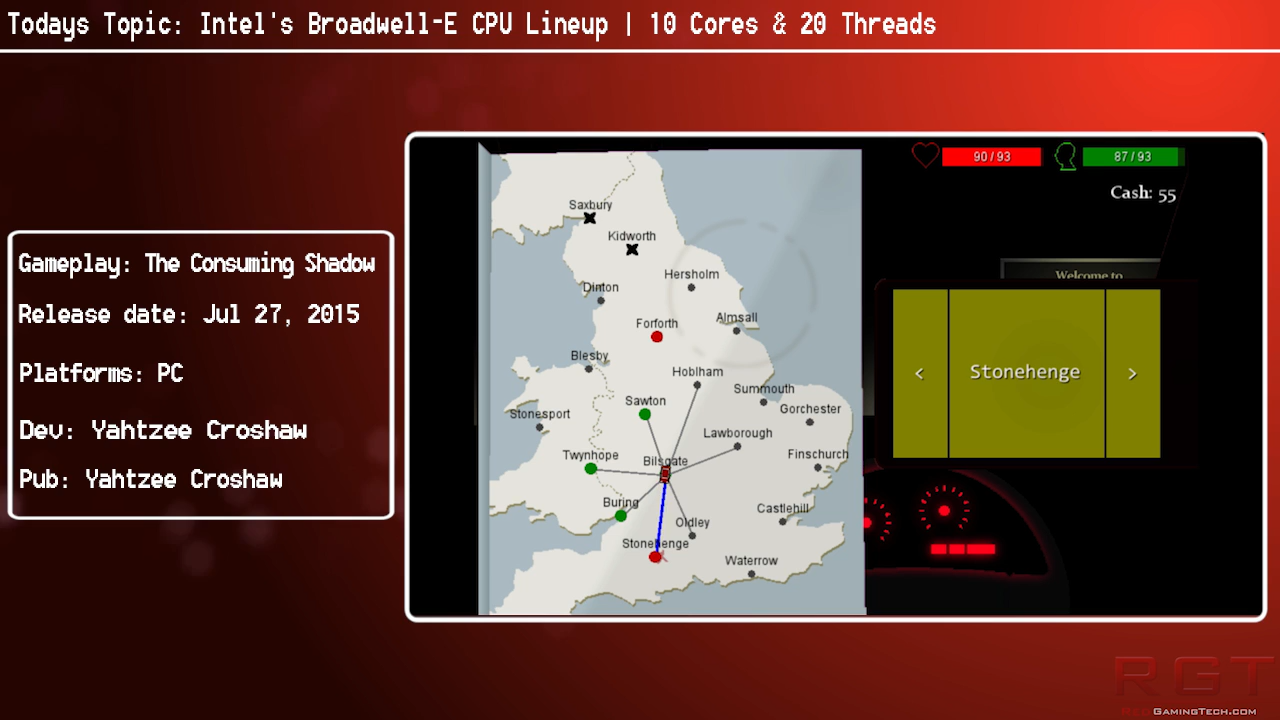 Todays Topic: Intel's Broadwell-E CPU Lineup | 10 Cores & 20 Threads
Gameplay: The Consuming Shadow
Release date: Jul 27, 2015
Platforms: PC
Dev: Yahtzee Croshaw
Pub: Yahtzee Croshaw
90 / 93
87 / 93
Cash: 55
Saxbury
Kidworth
Hersholm
Dinton
Almsall
Forforth
Blesby
Hoblham
Summouth
Sawton
Gorchester
Stonesport
Lawborough
Twynhope
Bilsgate
Finschurch
Buring
Castlehill
Oldley
Stonehenge
Waterrow
Welcome to
< Stonehenge >
RGT
RedGamingTech.com